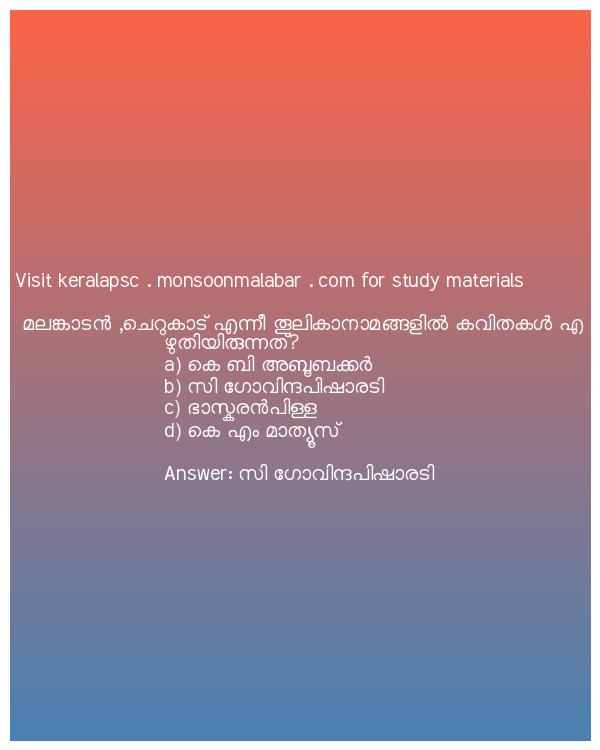 Visit keralapsc . monsoonmalabar . com for study materials
മലങ്കാടൻ ,ചെറുകാട് എന്നീ തൂലികാനാമങ്ങളിൽ കവിതകൾ എ
ഴുതിയിരുന്നത്?
a) കെ ബി അബൂബക്കർ
b) സി ഗോവിന്ദപിഷാരടി
c) ഭാസ്കരൻപിള്ള
d) കെ എം മാത്യൂസ്
Answer: സി ഗോവിന്ദപിഷാരടി